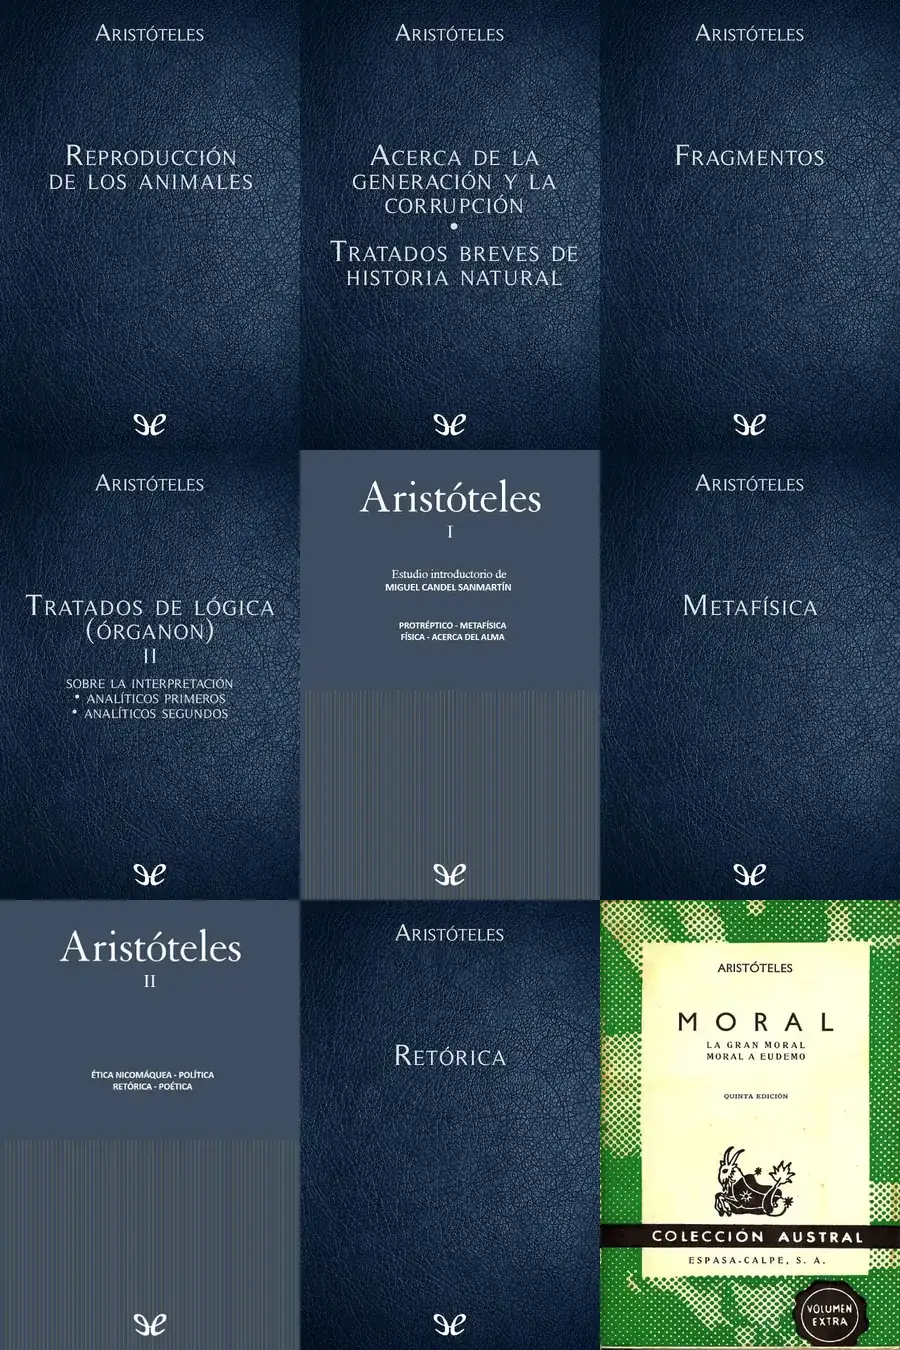 Aristóteles
Reproducción
de los animales
Aristóteles
Acerca de la
generación y la
corrupción
•
Tratados breves de
historia natural
Aristóteles
Fragmentos
Aristóteles
Tratados de lógica
(órganon)
II
sobre la interpretación
• analíticos primeros
• analíticos segundos
Aristóteles
I
Estudio introductorio de
MIGUEL CANDEL SANMARTÍN
PROTRÉPTICO - METAFÍSICA
FÍSICA - ACERCA DEL ALMA
Aristóteles
Metafísica
Aristóteles
II
ÉTICA NICOMÁQUEA - POLÍTICA
RETÓRICA - POÉTICA
Aristóteles
Retórica
ARISTÓTELES
MORAL
LA GRAN MORAL
MORAL A EUDEMO
QUINTA EDICIÓN
COLECCIÓN AUSTRAL
ESPASA-CALPE, S. A.
VOLUMEN
EXTRA